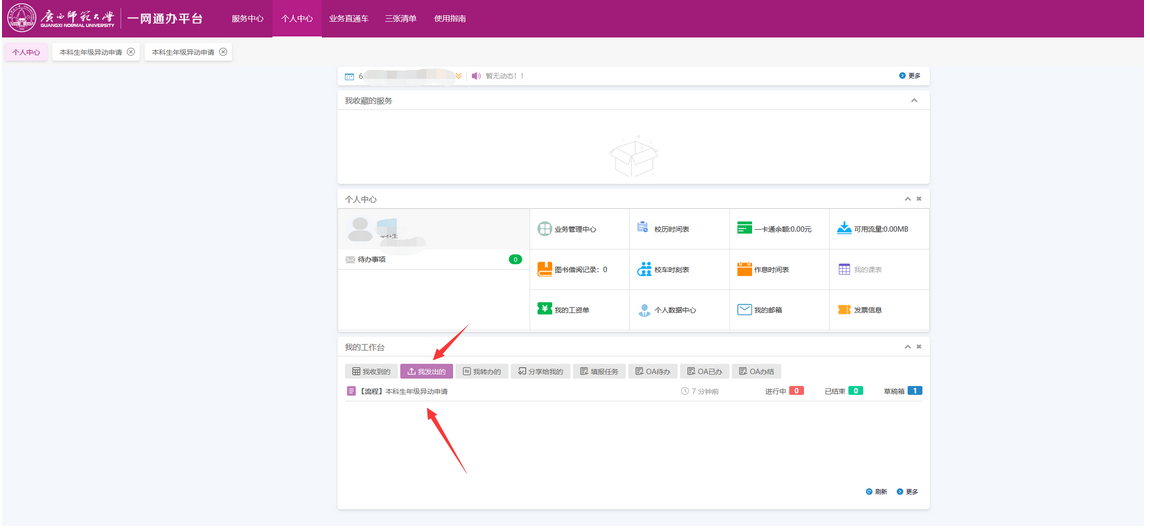 广西师范大学 一网通办平台 服务中心 个人中心 业务直通车 三张清单 使用指南
GUANGXI NORMAL UNIVERSITY
个人中心 本科生年级异动申请 本科生年级异动申请
6 暂无动态!! 更多
我收藏的服务
个人中心
业务管理中心 校历时间表 一卡通余额:0.00元 可用流量:0.00MB
待办事项 0
图书借阅记录:0 校车时刻表 作息时间表 我的课表
我的工资单 个人数据中心 我的邮箱 发票信息
我的工作台
我收到的 我发出的 我转办的 分享给我的 填报任务 OA待办 OA已办 OA办结
【流程】本科生年级异动申请 7 分钟前 进行中 0 已结束 0 草稿箱 1
刷新 更多